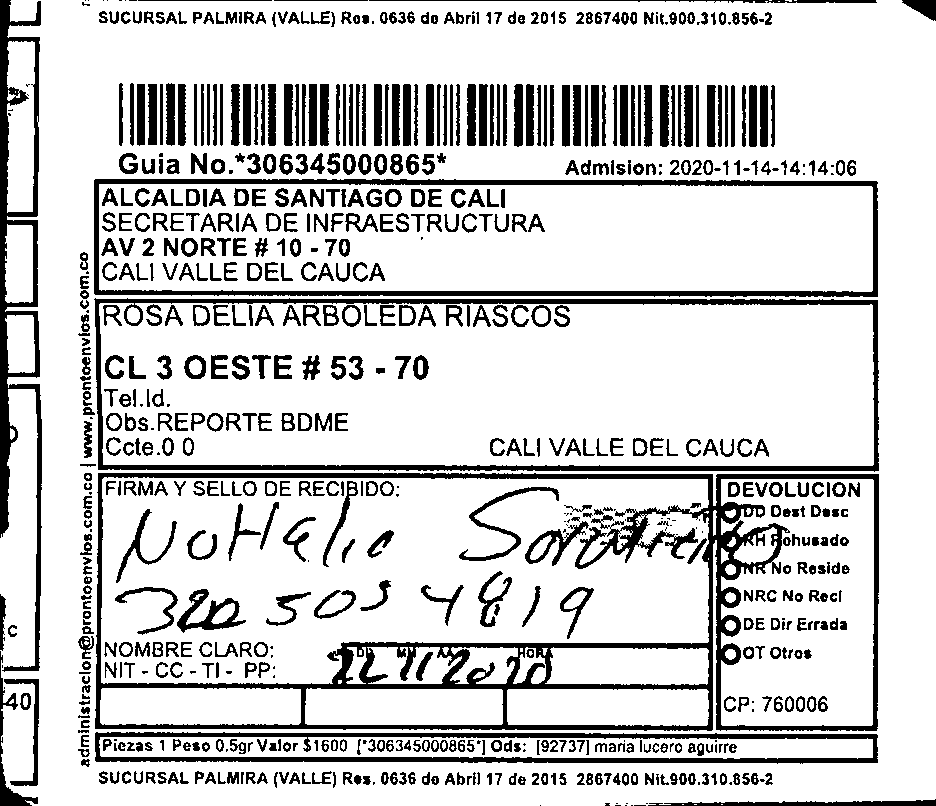 SUCURSAL PALMIRA (VALLE) Res. 0636 de Abril 17 de 2015 2867400 Nit.900.310.856-2
Guia No.*306345000865*
Admision: 2020-11-14-14:14:06
ALCALDIA DE SANTIAGO DE CALI
SECRETARIA DE INFRAESTRUCTURA
AV 2 NORTE # 10 - 70
CALI VALLE DEL CAUCA
ROSA DELIA ARBOLEDA RIASCOS
CL 3 OESTE # 53 - 70
Tel.Id.
Obs.REPORTE BDME
Ccte.0 0
CALI VALLE DEL CAUCA
administracion@prontoenvios.com.co | www.prontoenvios.com.co
FIRMA Y SELLO DE RECIBIDO:
Nathalia Sarmiento
320 505 4819
NOMBRE CLARO:
NIT - CC - TI - PP:
DD MM AA HORA
22 11 2020
DEVOLUCION
DD Dest Desc
RH Rehusado
NR No Reside
NRC No Recl
DE Dir Errada
OT Otros
CP: 760006
C
40
Piezas 1 Peso 0.5gr Valor $1600 [*306345000865*] Ods: [92737] maria lucero aguirre
SUCURSAL PALMIRA (VALLE) Res. 0636 de Abril 17 de 2015 2867400 Nit.900.310.856-2